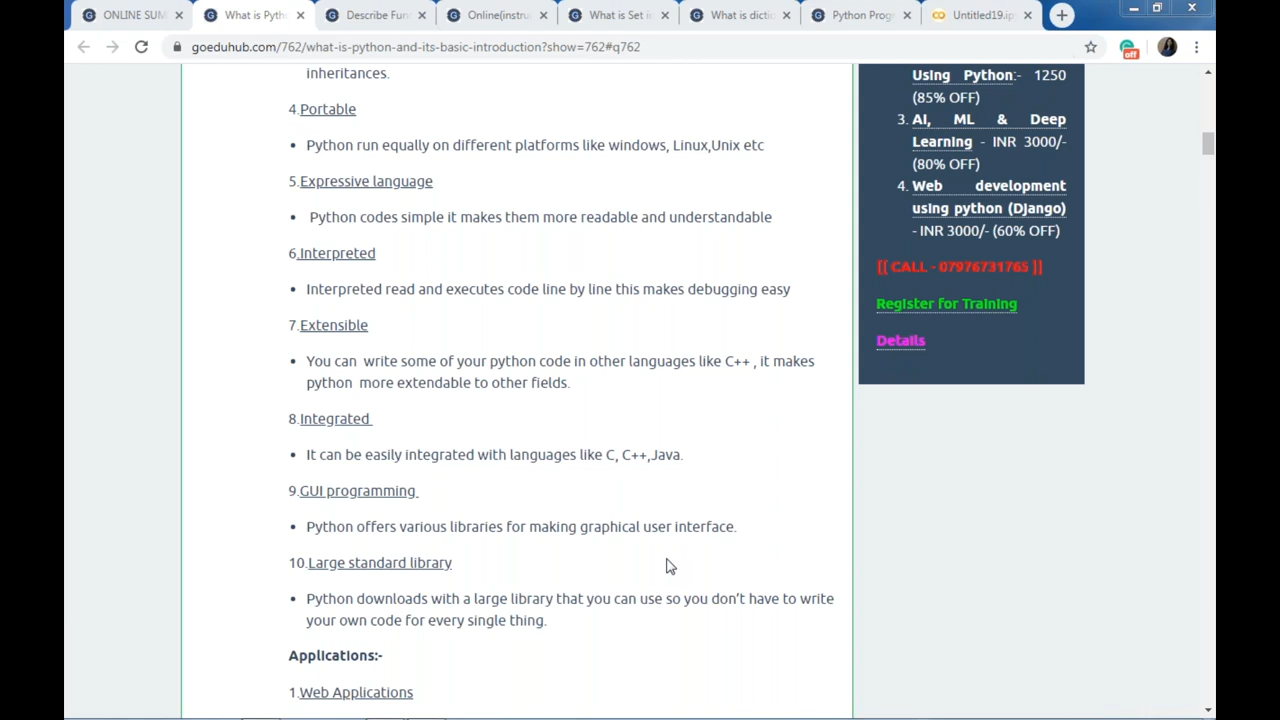 ONLINE SUM
What is Pyth
Describe Fun
Online(instru
What is Set i
What is dictio
Python Prog
Untitled19.ip
goeduhub.com/762/what-is-python-and-its-basic-introduction?show=762#q762
off
inheritances.
4.Portable
• Python run equally on different platforms like windows, Linux,Unix etc
5.Expressive language
• Python codes simple it makes them more readable and understandable
6.Interpreted
• Interpreted read and executes code line by line this makes debugging easy
7.Extensible
• You can write some of your python code in other languages like C++ , it makes
python more extendable to other fields.
8.Integrated
• It can be easily integrated with languages like C, C++,Java.
9.GUI programming
• Python offers various libraries for making graphical user interface.
10.Large standard library
• Python downloads with a large library that you can use so you don't have to write
your own code for every single thing.
Applications:-
1.Web Applications
Using Python:- 1250
(85% OFF)
3. AI, ML & Deep
Learning - INR 3000/-
(80% OFF)
4. Web development
using python (Django)
- INR 3000/- (60% OFF)
[[ CALL - 07976731765 ]]
Register for Training
Details